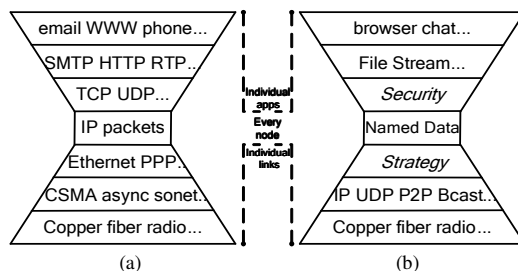 email WWW phone...
SMTP HTTP RTP...
TCP UDP...
IP packets
Ethernet PPP...
CSMA async sonet...
Copper fiber radio...
(a)
Individual apps
Every node
Individual links
browser chat...
File Stream...
Security
Named Data
Strategy
IP UDP P2P Bcast...
Copper fiber radio...
(b)